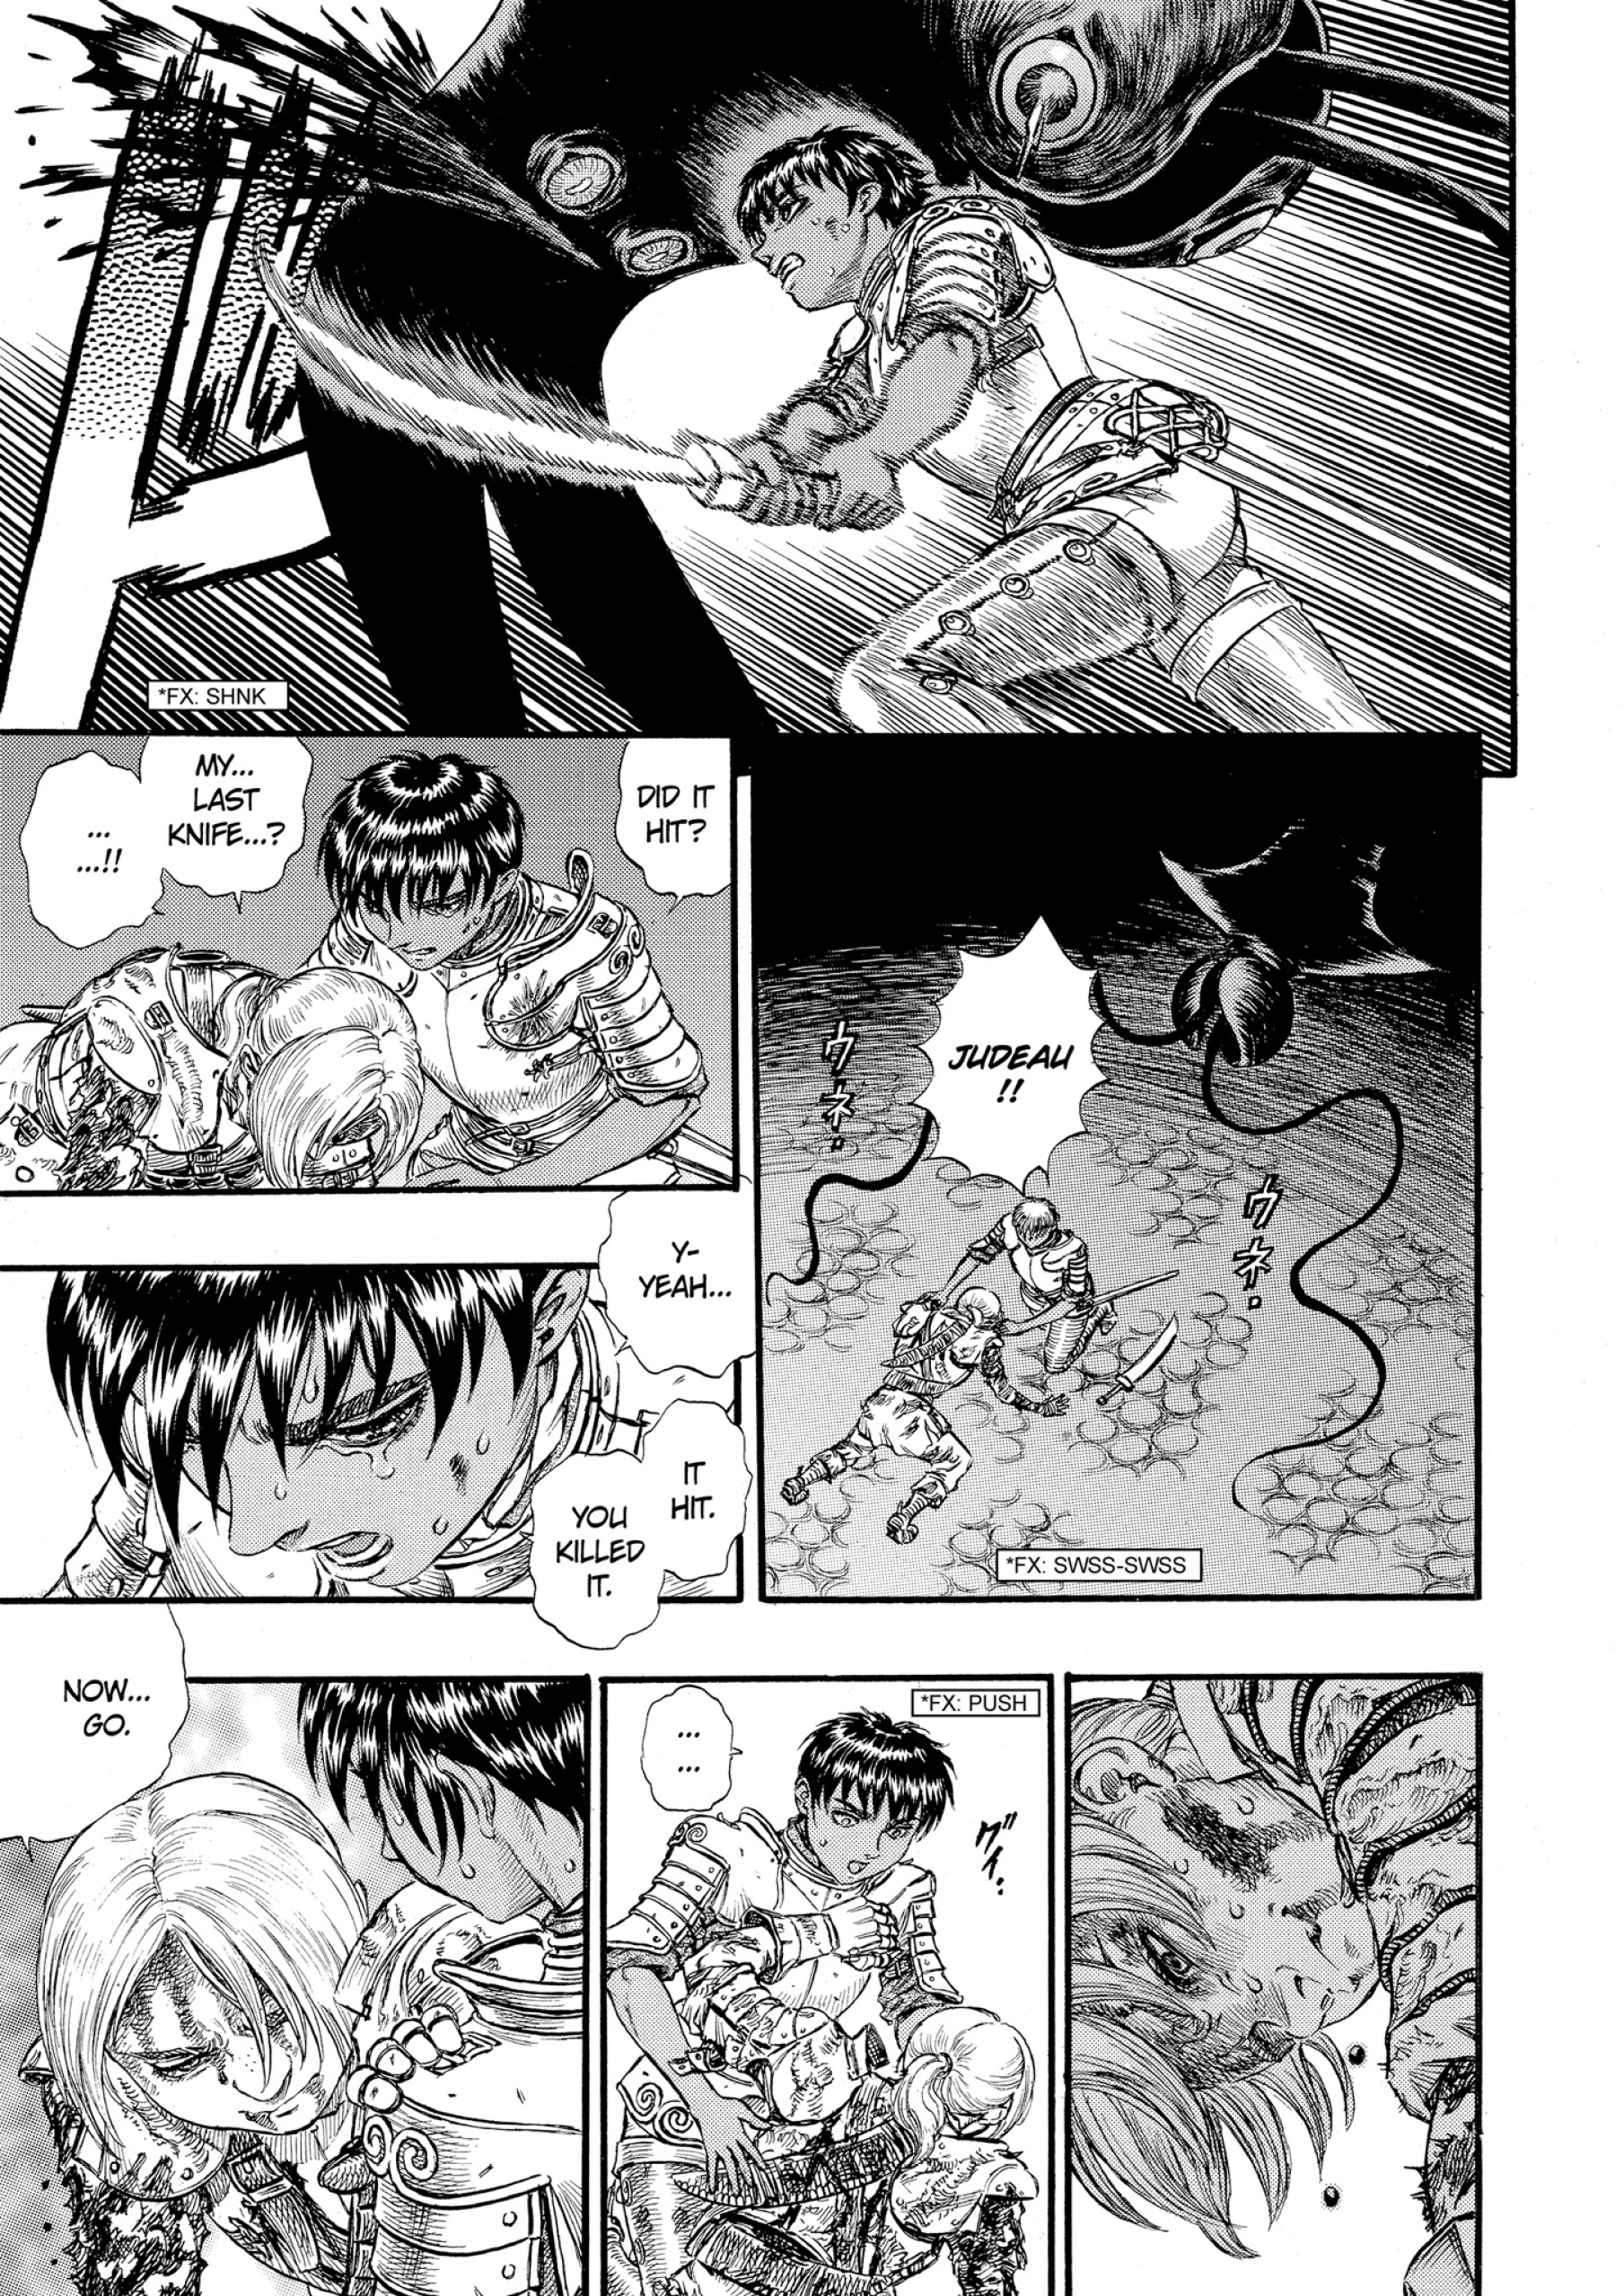 *FX: SHNK
JUDEAU
!!
ウネ.
ウネ.
*FX: SWSS-SWSS
DID IT
HIT?
MY...
LAST
KNIFE...?
...
...!!
Y-
YEAH...
IT
HIT.
YOU
KILLED
IT.
*FX: PUSH
グイ.
...
...
NOW...
GO.